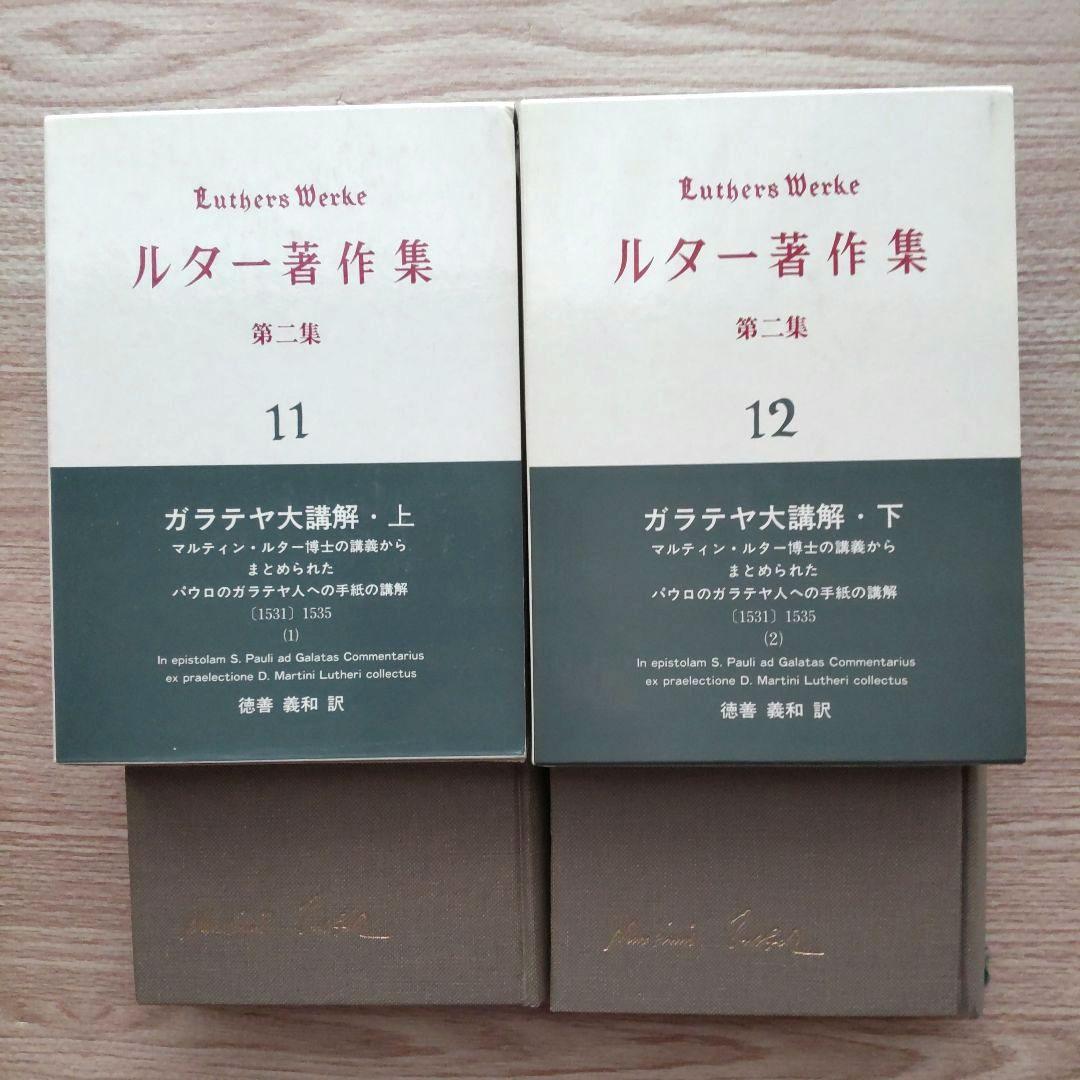 Luthers Werke
ルター著作集
第二集
11
ガラテヤ大講解・上
マルティン・ルター博士の講義から
まとめられた
パウロのガラテヤ人への手紙の講解
〔1531〕1535
(1)
In epistolam S. Pauli ad Galatas Commentarius
ex praelectione D. Martini Lutheri collectus
徳善 義和 訳
Luthers Werke
ルター著作集
第二集
12
ガラテヤ大講解・下
マルティン・ルター博士の講義から
まとめられた
パウロのガラテヤ人への手紙の講解
〔1531〕1535
(2)
In epistolam S. Pauli ad Galatas Commentarius
ex praelectione D. Martini Lutheri collectus
徳善 義和 訳